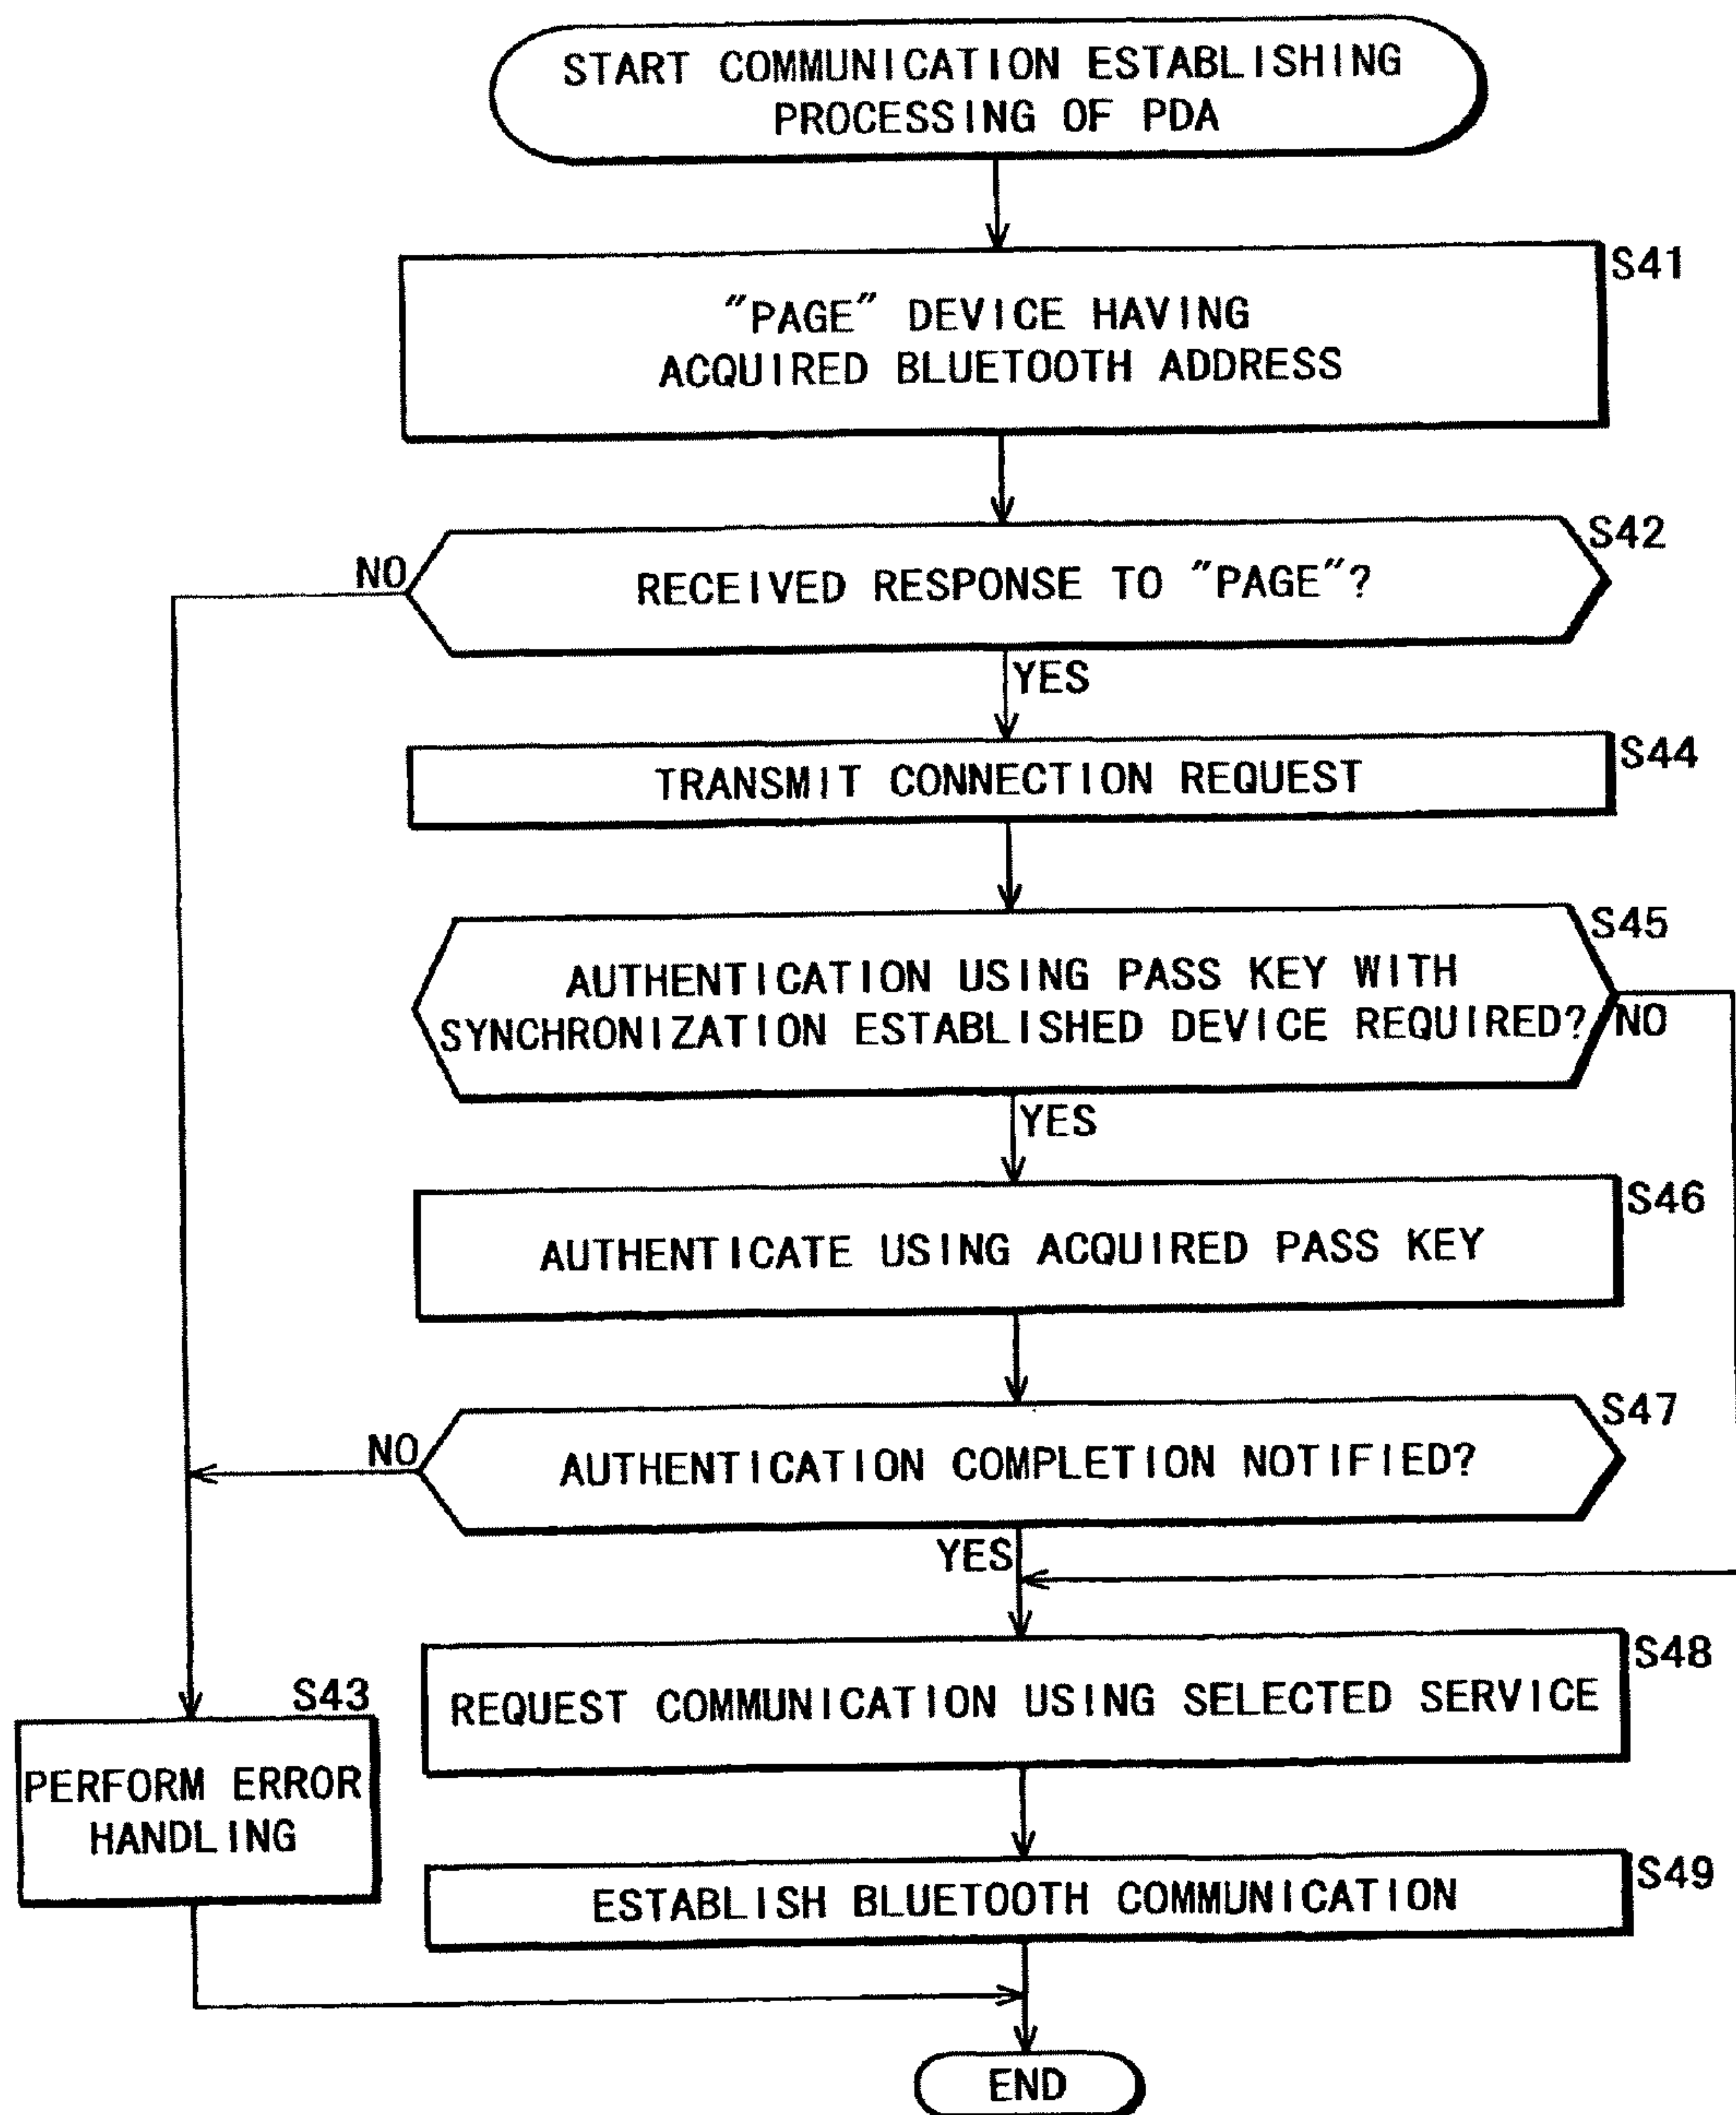 START COMMUNICATION ESTABLISHING
PROCESSING OF PDA
S41
"PAGE" DEVICE HAVING
ACQUIRED BLUETOOTH ADDRESS
S42
NO
RECEIVED RESPONSE TO "PAGE"?
YES
S44
TRANSMIT CONNECTION REQUEST
S45
AUTHENTICATION USING PASS KEY WITH
SYNCHRONIZATION ESTABLISHED DEVICE REQUIRED?
NO
YES
S46
AUTHENTICATE USING ACQUIRED PASS KEY
S47
NO
AUTHENTICATION COMPLETION NOTIFIED?
YES
S48
REQUEST COMMUNICATION USING SELECTED SERVICE
S43
PERFORM ERROR
HANDLING
S49
ESTABLISH BLUETOOTH COMMUNICATION
END